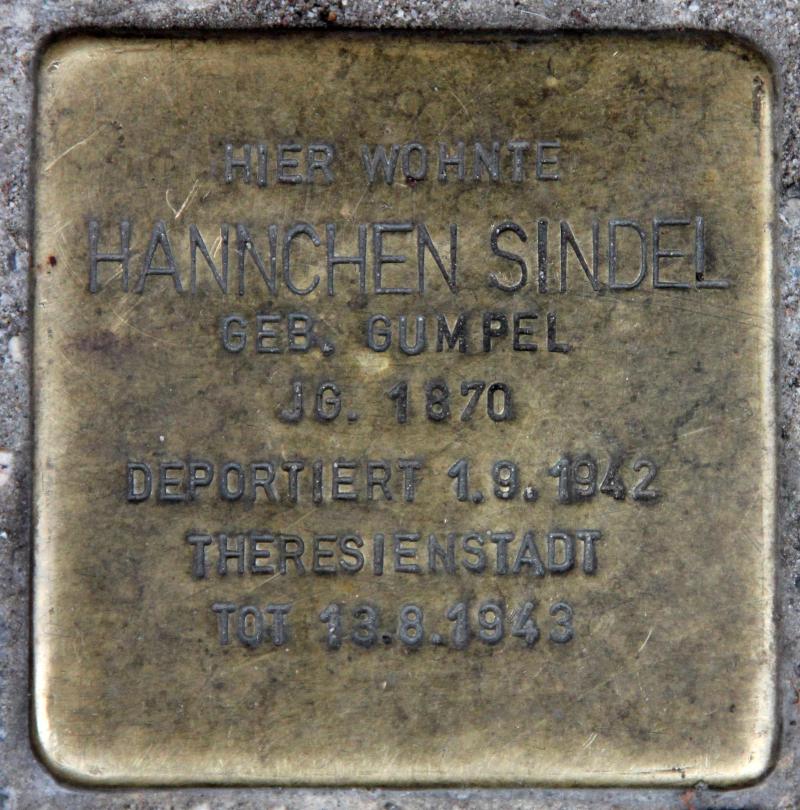 HIER WOHNTE
HANNCHEN SINDEL
GEB. GUMPEL
JG. 1870
DEPORTIERT 1.9.1942
THERESIENSTADT
TOT 13.8.1943